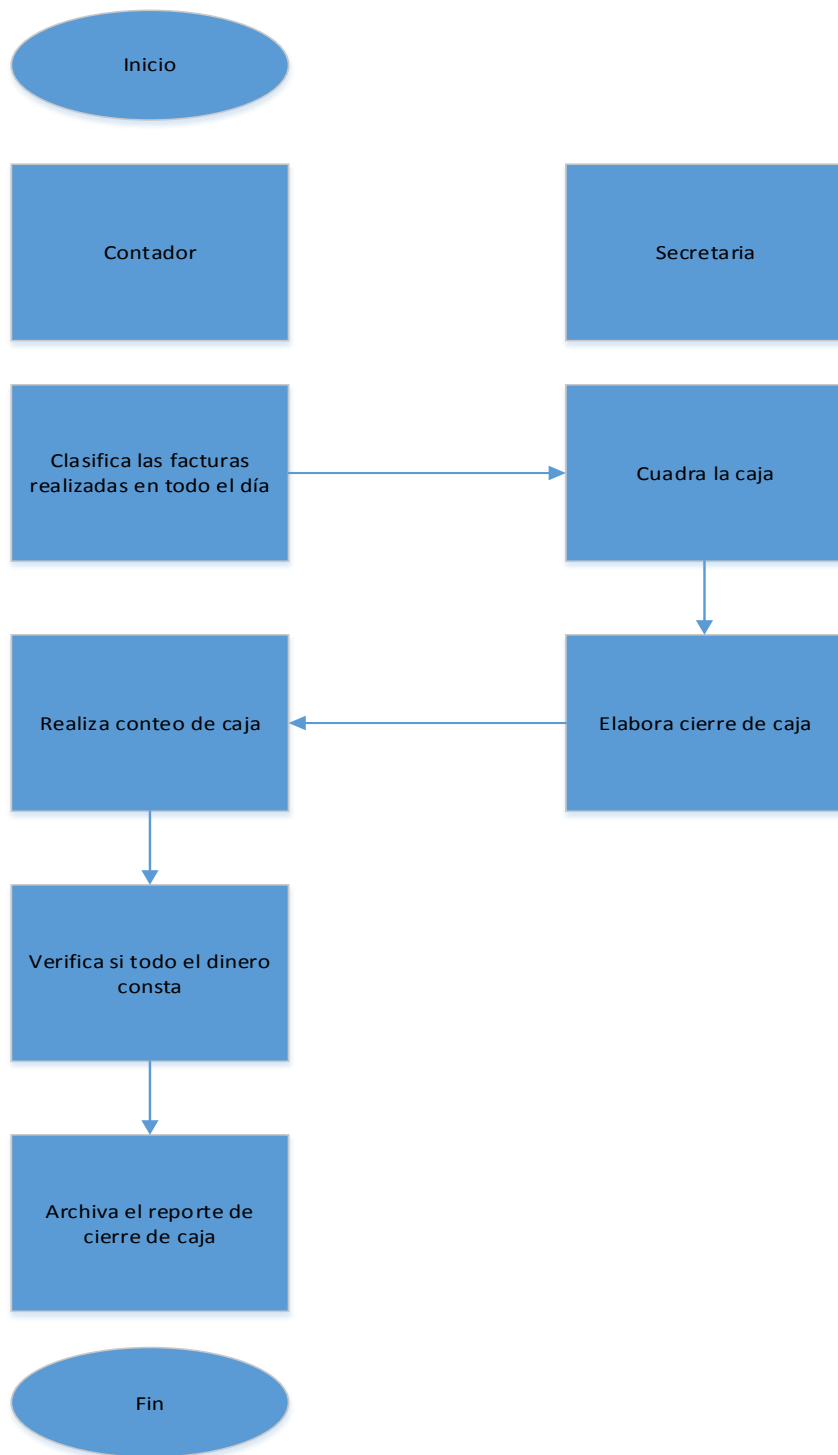 Inicio
Contador
Secretaria
Clasifica las facturas
realizadas en todo el día
Cuadra la caja
Realiza conteo de caja
Elabora cierre de caja
Verifica si todo el dinero
consta
Archiva el reporte de
cierre de caja
Fin